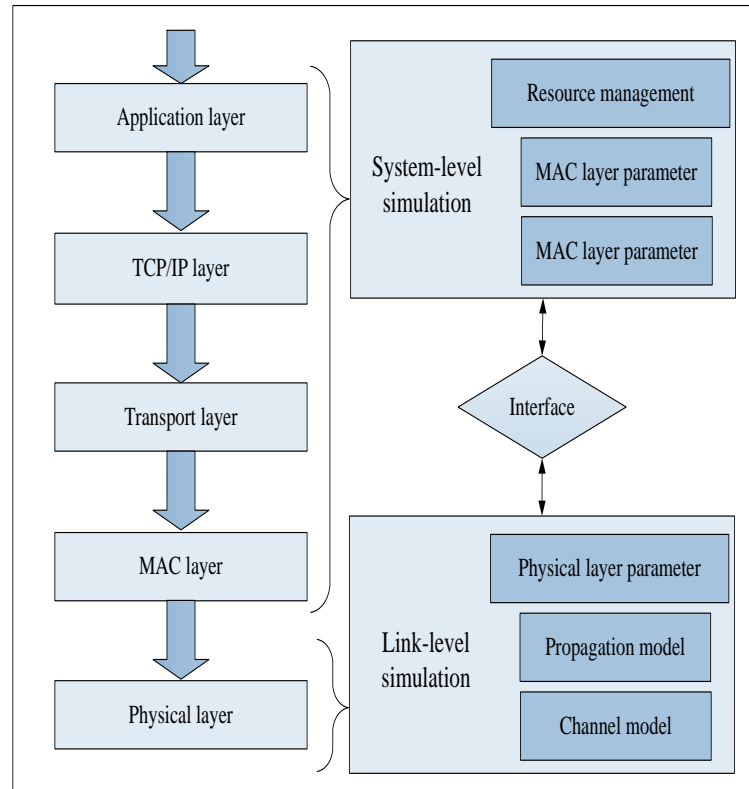 Application layer
TCP/IP layer
Transport layer
MAC layer
Physical layer
System-level
simulation
Resource management
MAC layer parameter
MAC layer parameter
Interface
Link-level
simulation
Physical layer parameter
Propagation model
Channel model